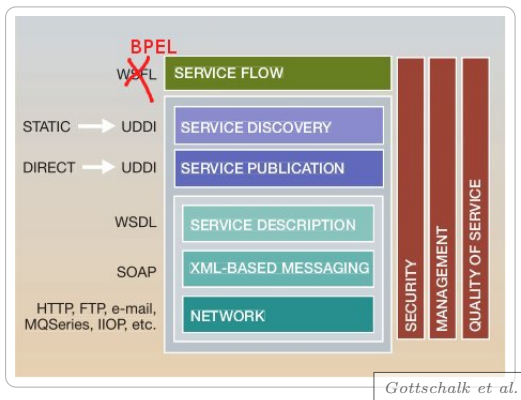 BPEL
WSFL SERVICE FLOW
STATIC UDDI SERVICE DISCOVERY
DIRECT UDDI SERVICE PUBLICATION
WSDL SERVICE DESCRIPTION
SOAP XML-BASED MESSAGING
HTTP, FTP, e-mail,
MQSeries, IIOP, etc.
NETWORK
SECURITY
MANAGEMENT
QUALITY OF SERVICE
Gottschalk et al.